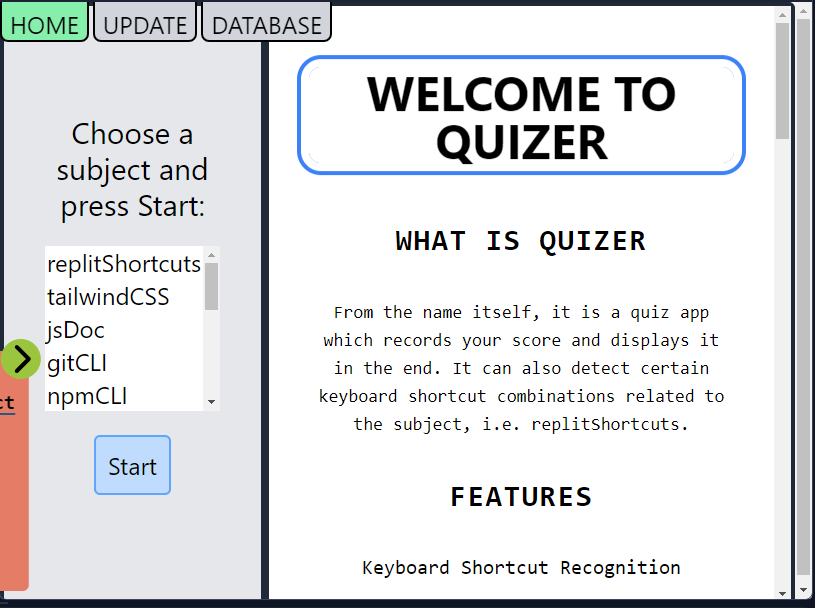 HOME UPDATE DATABASE
Choose a
subject and
press Start:
replitShortcuts
tailwindCSS
jsDoc
gitCLI
npmCLI
ct
Start
WELCOME TO
QUIZER
WHAT IS QUIZER
From the name itself, it is a quiz app
which records your score and displays it
in the end. It can also detect certain
keyboard shortcut combinations related to
the subject, i.e. replitShortcuts.
FEATURES
Keyboard Shortcut Recognition